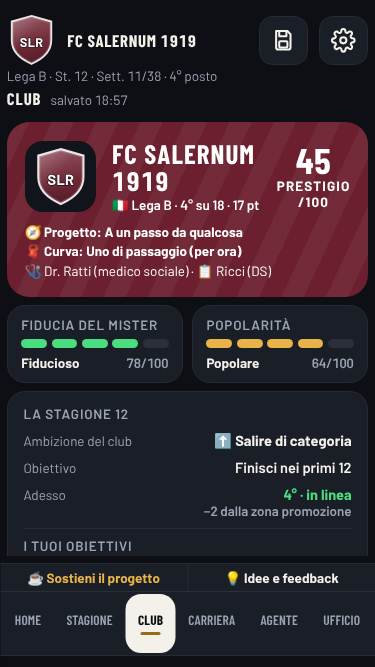 SLR
FC SALERNUM 1919
Lega B · St. 12 · Sett. 11/38 · 4° posto
CLUB salvato 18:57
SLR
FC SALERNUM
1919
🇮🇹 Lega B · 4° su 18 · 17 pt
45
PRESTIGIO
/100
🧭 Progetto: A un passo da qualcosa
🧣 Curva: Uno di passaggio (per ora)
🩺 Dr. Ratti (medico sociale) · 📋 Ricci (DS)
FIDUCIA DEL MISTER
Fiducioso 78/100
POPOLARITÀ
Popolare 64/100
LA STAGIONE 12
Ambizione del club ⬆️ Salire di categoria
Obiettivo Finisci nei primi 12
Adesso 4° · in linea
−2 dalla zona promozione
I TUOI OBIETTIVI
☕ Sostieni il progetto 💡 Idee e feedback
HOME STAGIONE CLUB CARRIERA AGENTE UFFICIO